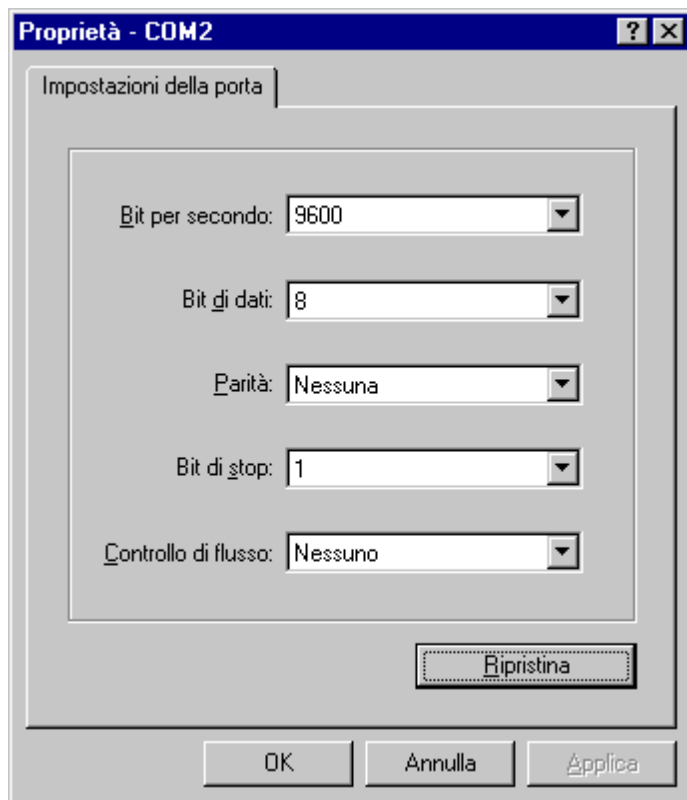 Proprietà - COM2
Impostazioni della porta
Bit per secondo: 9600
Bit di dati: 8
Parità: Nessuna
Bit di stop: 1
Controllo di flusso: Nessuno
Ripristina
OK Annulla Applica